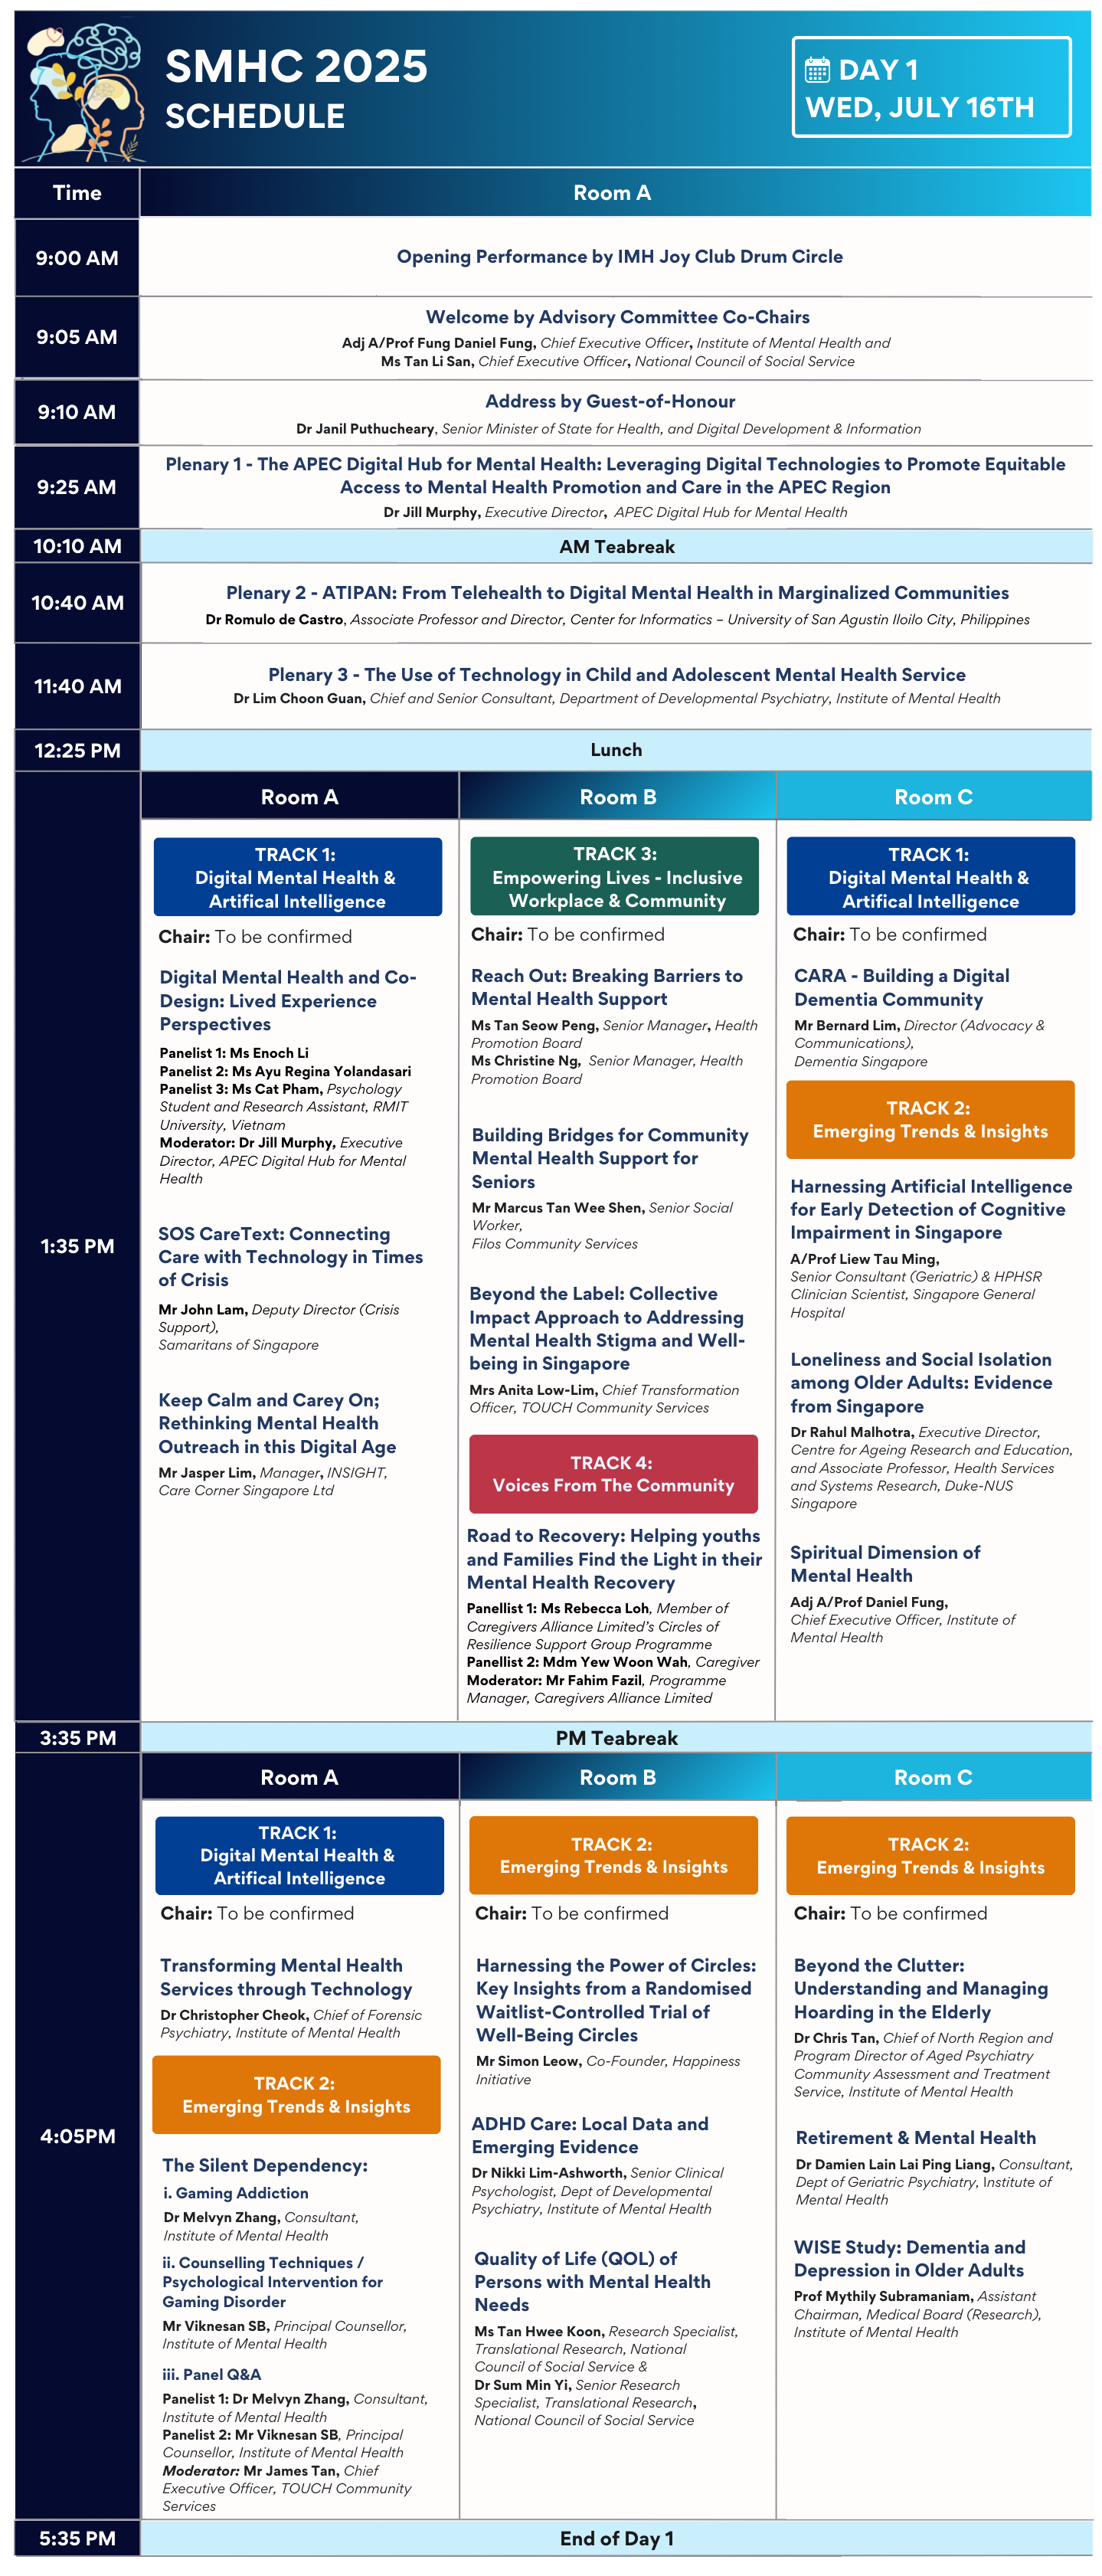 SMHC 2025
SCHEDULE
DAY 1
WED, JULY 16TH
Time
Room A
9:00 AM
Opening Performance by IMH Joy Club Drum Circle
9:05 AM
Welcome by Advisory Committee Co-Chairs
Adj A/Prof Fung Daniel Fung, Chief Executive Officer, Institute of Mental Health and
Ms Tan Li San, Chief Executive Officer, National Council of Social Service
9:10 AM
Address by Guest-of-Honour
Dr Janil Puthucheary, Senior Minister of State for Health, and Digital Development & Information
9:25 AM
Plenary 1 - The APEC Digital Hub for Mental Health: Leveraging Digital Technologies to Promote Equitable
Access to Mental Health Promotion and Care in the APEC Region
Dr Jill Murphy, Executive Director, APEC Digital Hub for Mental Health
10:10 AM
AM Teabreak
10:40 AM
Plenary 2 - ATIPAN: From Telehealth to Digital Mental Health in Marginalized Communities
Dr Romulo de Castro, Associate Professor and Director, Center for Informatics – University of San Agustin Iloilo City, Philippines
11:40 AM
Plenary 3 - The Use of Technology in Child and Adolescent Mental Health Service
Dr Lim Choon Guan, Chief and Senior Consultant, Department of Developmental Psychiatry, Institute of Mental Health
12:25 PM
Lunch
1:35 PM
Room A
TRACK 1:
Digital Mental Health &
Artifical Intelligence
Chair: To be confirmed
Digital Mental Health and Co-
Design: Lived Experience
Perspectives
Panelist 1: Ms Enoch Li
Panelist 2: Ms Ayu Regina Yolandasari
Panelist 3: Ms Cat Pham, Psychology
Student and Research Assistant, RMIT
University, Vietnam
Moderator: Dr Jill Murphy, Executive
Director, APEC Digital Hub for Mental
Health
SOS CareText: Connecting
Care with Technology in Times
of Crisis
Mr John Lam, Deputy Director (Crisis
Support),
Samaritans of Singapore
Keep Calm and Carey On;
Rethinking Mental Health
Outreach in this Digital Age
Mr Jasper Lim, Manager, INSIGHT,
Care Corner Singapore Ltd
Room B
TRACK 3:
Empowering Lives - Inclusive
Workplace & Community
Chair: To be confirmed
Reach Out: Breaking Barriers to
Mental Health Support
Ms Tan Seow Peng, Senior Manager, Health
Promotion Board
Ms Christine Ng, Senior Manager, Health
Promotion Board
Building Bridges for Community
Mental Health Support for
Seniors
Mr Marcus Tan Wee Shen, Senior Social
Worker,
Filos Community Services
Beyond the Label: Collective
Impact Approach to Addressing
Mental Health Stigma and Well-
being in Singapore
Mrs Anita Low-Lim, Chief Transformation
Officer, TOUCH Community Services
TRACK 4:
Voices From The Community
Road to Recovery: Helping youths
and Families Find the Light in their
Mental Health Recovery
Panellist 1: Ms Rebecca Loh, Member of
Caregivers Alliance Limited's Circles of
Resilience Support Group Programme
Panellist 2: Mdm Yew Woon Wah, Caregiver
Moderator: Mr Fahim Fazil, Programme
Manager, Caregivers Alliance Limited
Room C
TRACK 1:
Digital Mental Health &
Artifical Intelligence
Chair: To be confirmed
CARA - Building a Digital
Dementia Community
Mr Bernard Lim, Director (Advocacy &
Communications),
Dementia Singapore
TRACK 2:
Emerging Trends & Insights
Harnessing Artificial Intelligence
for Early Detection of Cognitive
Impairment in Singapore
A/Prof Liew Tau Ming,
Senior Consultant (Geriatric) & HPHSR
Clinician Scientist, Singapore General
Hospital
Loneliness and Social Isolation
among Older Adults: Evidence
from Singapore
Dr Rahul Malhotra, Executive Director,
Centre for Ageing Research and Education,
and Associate Professor, Health Services
and Systems Research, Duke-NUS
Singapore
Spiritual Dimension of
Mental Health
Adj A/Prof Daniel Fung,
Chief Executive Officer, Institute of
Mental Health
3:35 PM
PM Teabreak
4:05PM
Room A
TRACK 1:
Digital Mental Health &
Artifical Intelligence
Chair: To be confirmed
Transforming Mental Health
Services through Technology
Dr Christopher Cheok, Chief of Forensic
Psychiatry, Institute of Mental Health
TRACK 2:
Emerging Trends & Insights
The Silent Dependency:
i. Gaming Addiction
Dr Melvyn Zhang, Consultant,
Institute of Mental Health
ii. Counselling Techniques /
Psychological Intervention for
Gaming Disorder
Mr Viknesan SB, Principal Counsellor,
Institute of Mental Health
iii. Panel Q&A
Panelist 1: Dr Melvyn Zhang, Consultant,
Institute of Mental Health
Panelist 2: Mr Viknesan SB, Principal
Counsellor, Institute of Mental Health
Moderator: Mr James Tan, Chief
Executive Officer, TOUCH Community
Services
Room B
TRACK 2:
Emerging Trends & Insights
Chair: To be confirmed
Harnessing the Power of Circles:
Key Insights from a Randomised
Waitlist-Controlled Trial of
Well-Being Circles
Mr Simon Leow, Co-Founder, Happiness
Initiative
ADHD Care: Local Data and
Emerging Evidence
Dr Nikki Lim-Ashworth, Senior Clinical
Psychologist, Dept of Developmental
Psychiatry, Institute of Mental Health
Quality of Life (QOL) of
Persons with Mental Health
Needs
Ms Tan Hwee Koon, Research Specialist,
Translational Research, National
Council of Social Service &
Dr Sum Min Yi, Senior Research
Specialist, Translational Research,
National Council of Social Service
Room C
TRACK 2:
Emerging Trends & Insights
Chair: To be confirmed
Beyond the Clutter:
Understanding and Managing
Hoarding in the Elderly
Dr Chris Tan, Chief of North Region and
Program Director of Aged Psychiatry
Community Assessment and Treatment
Service, Institute of Mental Health
Retirement & Mental Health
Dr Damien Lain Lai Ping Liang, Consultant,
Dept of Geriatric Psychiatry, Institute of
Mental Health
WISE Study: Dementia and
Depression in Older Adults
Prof Mythily Subramaniam, Assistant
Chairman, Medical Board (Research),
Institute of Mental Health
5:35 PM
End of Day 1